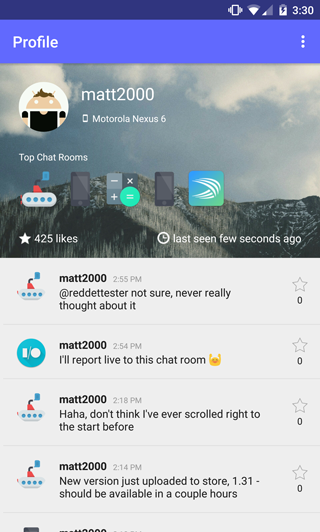 3:30
Profile
matt2000
Motorola Nexus 6
Top Chat Rooms
425 likes
last seen few seconds ago
matt2000 2:55 PM
@reddettester not sure, never really
thought about it
0
I/O
matt2000 2:54 PM
I'll report live to this chat room
0
matt2000 2:18 PM
Haha, don't think I've ever scrolled right to
the start before
0
matt2000 2:14 PM
New version just uploaded to store, 1.31 -
should be available in a couple hours
0